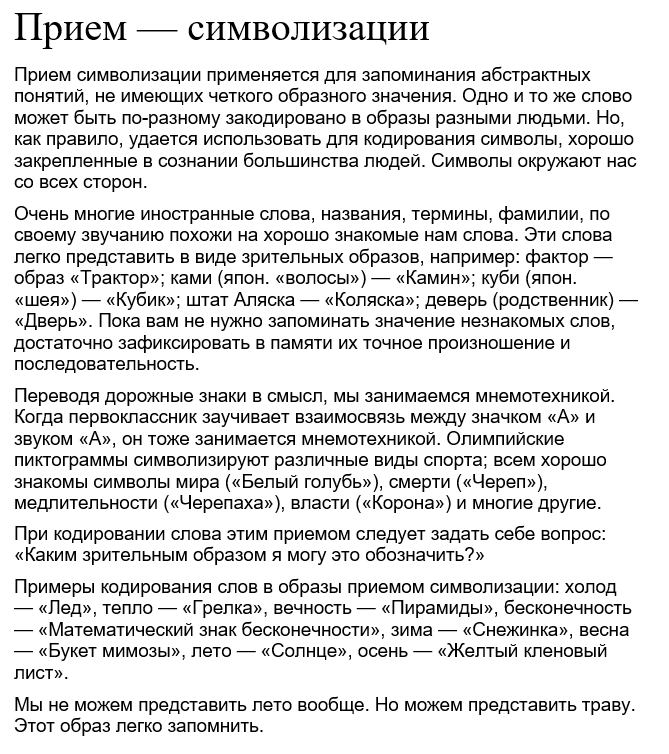 Прием — символизации
Прием символизации применяется для запоминания абстрактных
понятий, не имеющих четкого образного значения. Одно и то же слово
может быть по-разному закодировано в образы разными людьми. Но,
как правило, удается использовать для кодирования символы, хорошо
закрепленные в сознании большинства людей. Символы окружают нас
со всех сторон.
Очень многие иностранные слова, названия, термины, фамилии, по
своему звучанию похожи на хорошо знакомые нам слова. Эти слова
легко представить в виде зрительных образов, например: фактор —
образ «Трактор»; ками (япон. «волосы») — «Камин»; куби (япон.
«шея») — «Кубик»; штат Аляска — «Коляска»; деверь (родственник) —
«Дверь». Пока вам не нужно запоминать значение незнакомых слов,
достаточно зафиксировать в памяти их точное произношение и
последовательность.
Переводя дорожные знаки в смысл, мы занимаемся мнемотехникой.
Когда первоклассник заучивает взаимосвязь между значком «А» и
звуком «А», он тоже занимается мнемотехникой. Олимпийские
пиктограммы символизируют различные виды спорта; всем хорошо
знакомы символы мира («Белый голубь»), смерти («Череп»),
медлительности («Черепаха»), власти («Корона») и многие другие.
При кодировании слова этим приемом следует задать себе вопрос:
«Каким зрительным образом я могу это обозначить?»
Примеры кодирования слов в образы приемом символизации: холод
— «Лед», тепло — «Грелка», вечность — «Пирамиды», бесконечность
— «Математический знак бесконечности», зима — «Снежинка», весна
— «Букет мимозы», лето — «Солнце», осень — «Желтый кленовый
лист».
Мы не можем представить лето вообще. Но можем представить траву.
Этот образ легко запомнить.